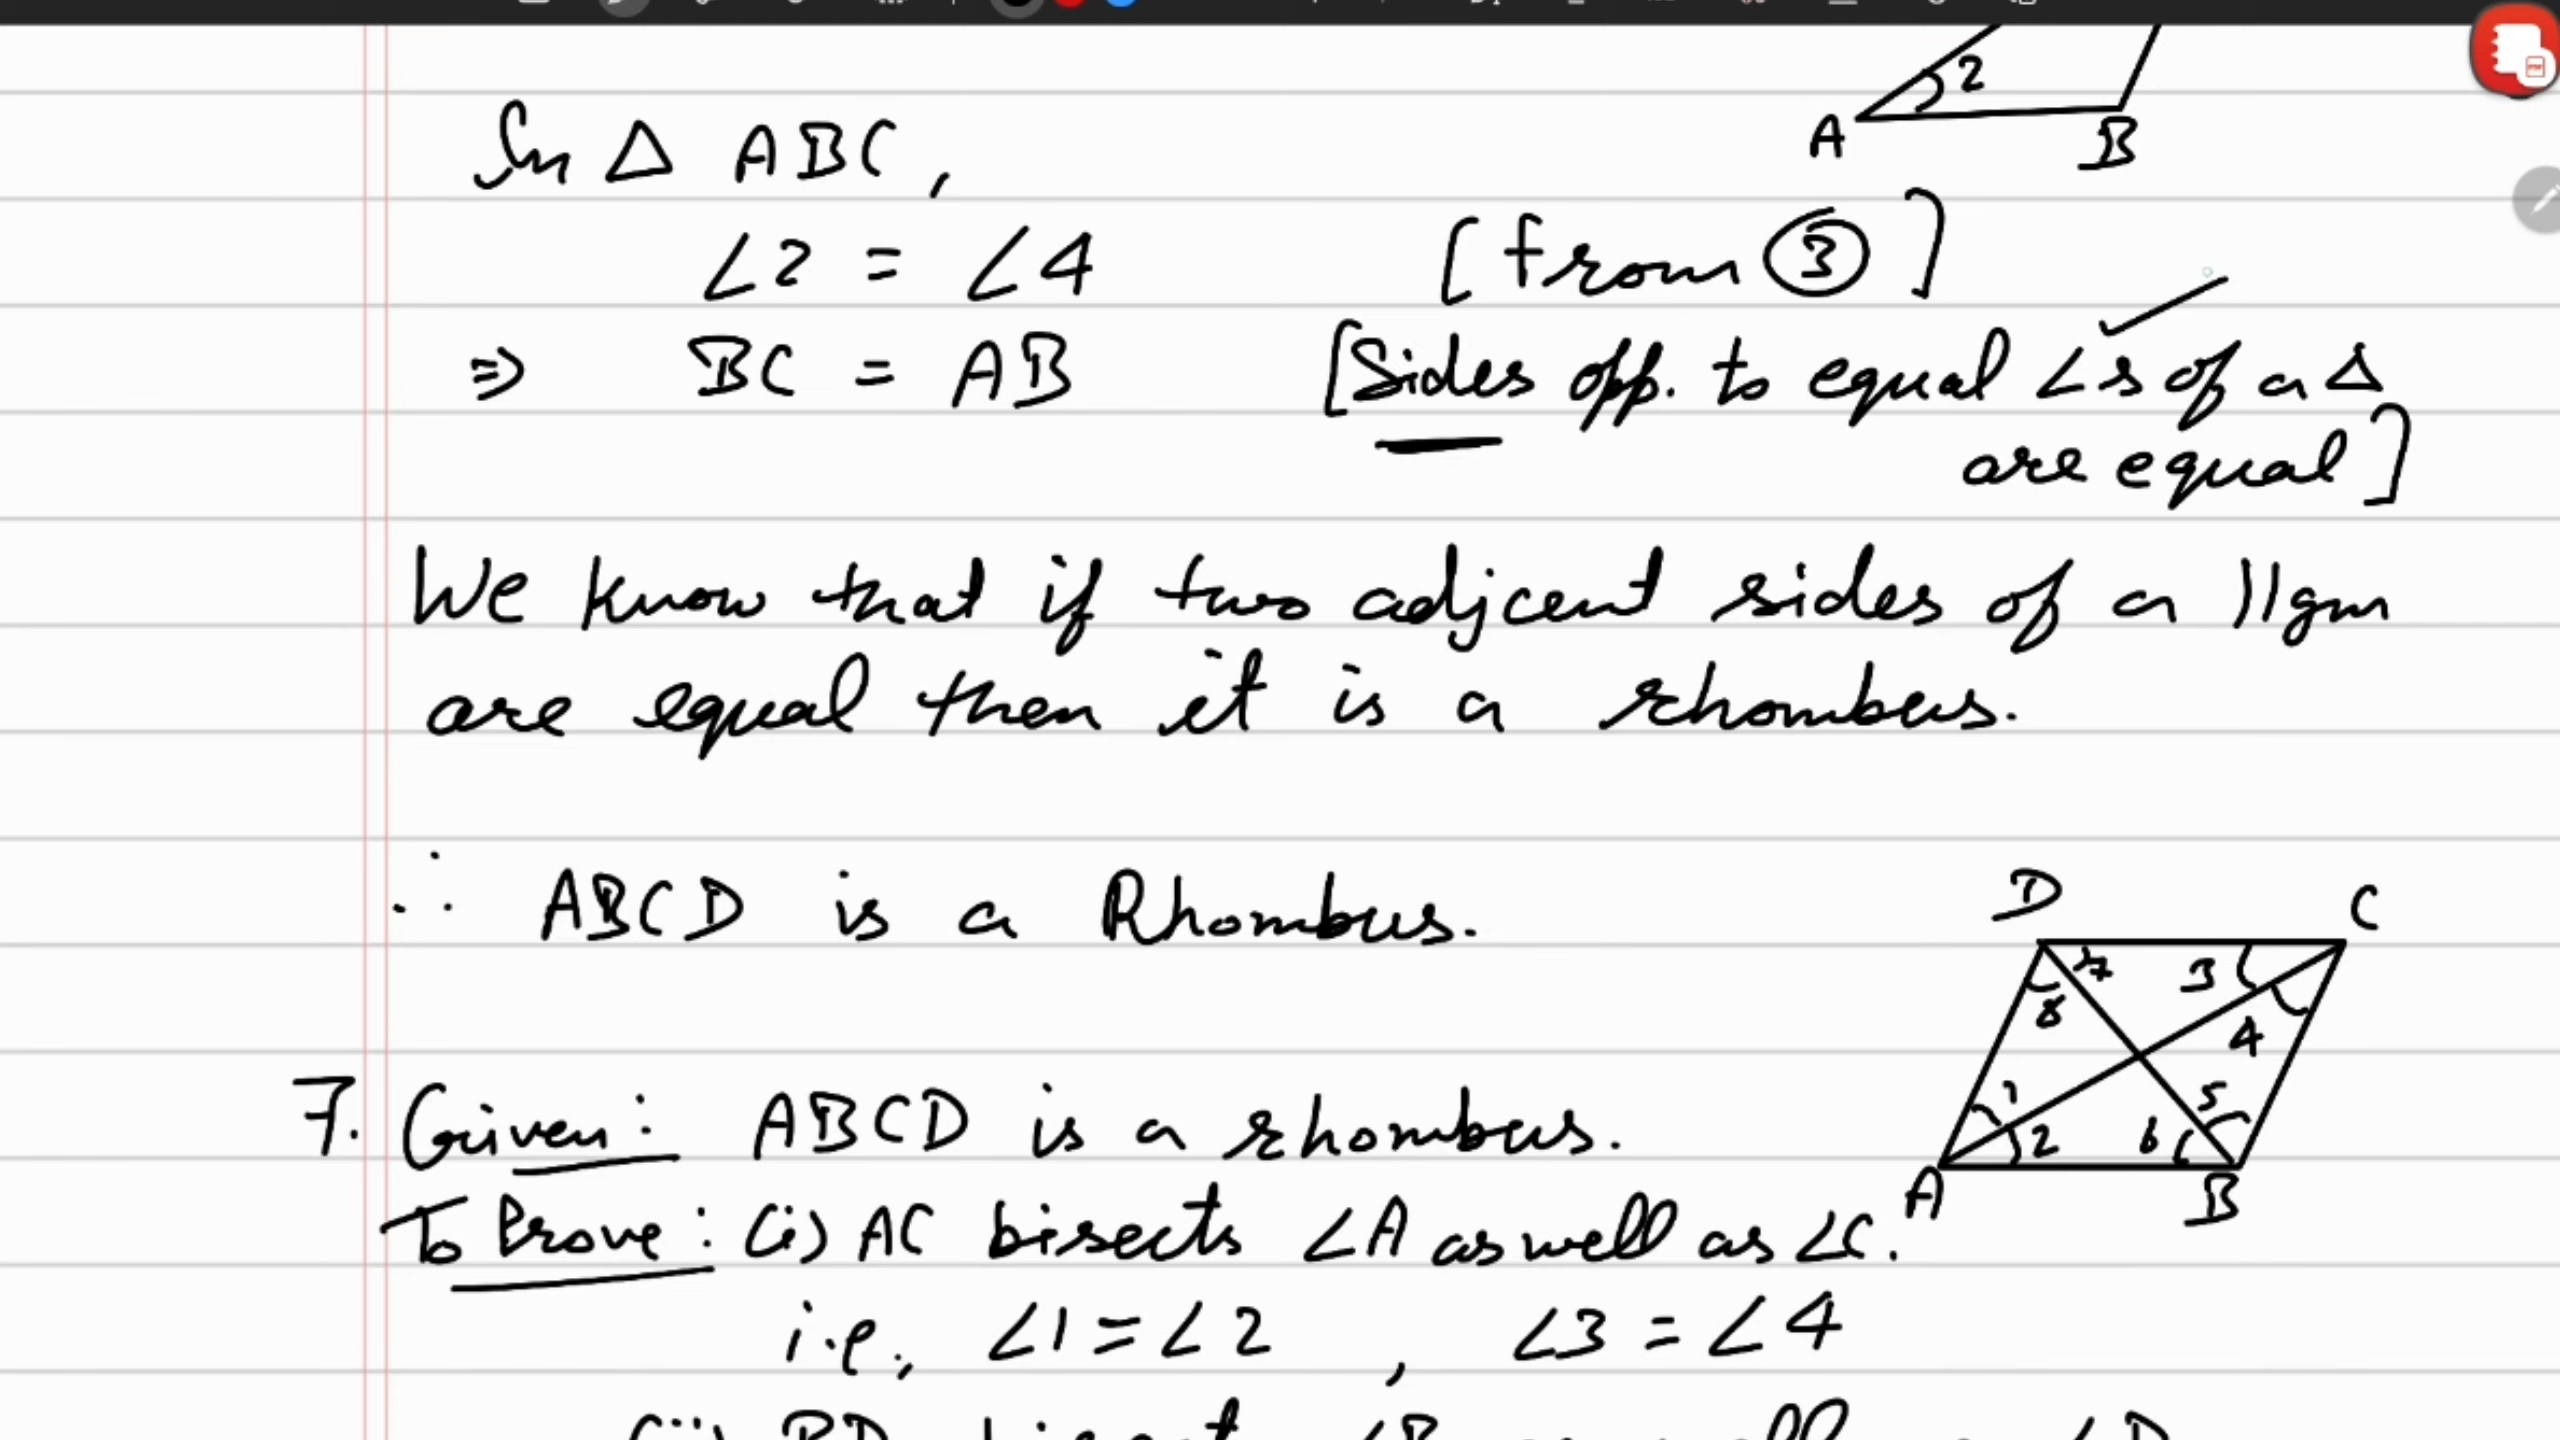 2
A B
In Δ ABC,
∠2 = ∠4 [from ③]
⇒ BC = AB [Sides opp. to equal ∠s of a Δ
are equal]
We know that if two adjcent sides of a llgm
are equal then it is a rhombus.
∴ ABCD is a Rhombus.
D C
7 3
8 4
1 5
2 6
A B
7. Given: ABCD is a rhombus.
To Prove: (i) AC bisects ∠A as well as ∠C.
i.e., ∠1 = ∠2 , ∠3 = ∠4